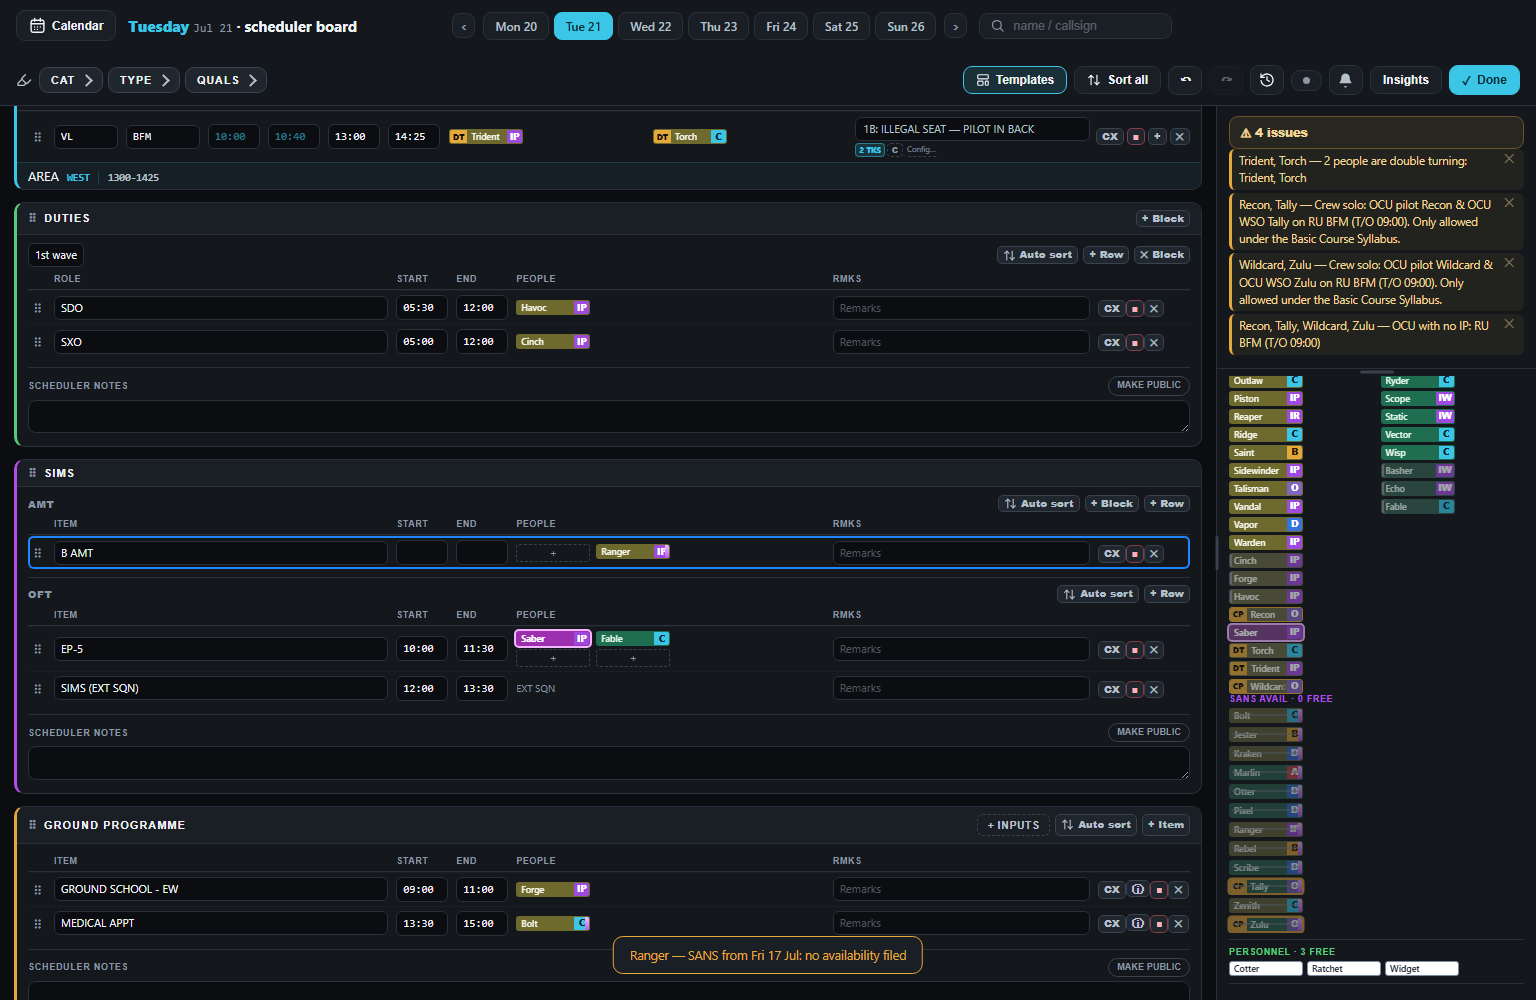 Calendar
Tuesday Jul 21 · scheduler board
Mon 20
Tue 21
Wed 22
Thu 23
Fri 24
Sat 25
Sun 26
name / callsign
CAT
TYPE
QUALS
Templates
Sort all
Insights
✓ Done
VL
BFM
10:00
10:40
13:00
14:25
DT Trident IP
DT Torch C
1B: ILLEGAL SEAT — PILOT IN BACK
2 TKS
C
Config...
CX
AREA WEST 1300-1425
DUTIES
+ Block
1st wave
Auto sort
+ Row
× Block
ROLE
START
END
PEOPLE
RMKS
SDO
05:30
12:00
Havoc IP
Remarks
CX
SXO
05:00
12:00
Cinch IP
Remarks
CX
SCHEDULER NOTES
MAKE PUBLIC
SIMS
AMT
Auto sort
+ Block
+ Row
ITEM
START
END
PEOPLE
RMKS
B AMT
+
Ranger IP
Remarks
CX
OFT
Auto sort
+ Row
ITEM
START
END
PEOPLE
RMKS
EP-5
10:00
11:30
Saber IP
Fable C
+
+
Remarks
CX
SIMS (EXT SQN)
12:00
13:30
EXT SQN
Remarks
CX
SCHEDULER NOTES
MAKE PUBLIC
GROUND PROGRAMME
+ INPUTS
Auto sort
+ Item
ITEM
START
END
PEOPLE
RMKS
GROUND SCHOOL - EW
09:00
11:00
Forge IP
Remarks
CX
MEDICAL APPT
13:30
15:00
Bolt C
Remarks
CX
SCHEDULER NOTES
MAKE PUBLIC
Ranger — SANS from Fri 17 Jul: no availability filed
⚠ 4 issues
Trident, Torch — 2 people are double turning:
Trident, Torch
Recon, Tally — Crew solo: OCU pilot Recon & OCU
WSO Tally on RU BFM (T/O 09:00). Only allowed
under the Basic Course Syllabus.
Wildcard, Zulu — Crew solo: OCU pilot Wildcard &
OCU WSO Zulu on RU BFM (T/O 09:00). Only
allowed under the Basic Course Syllabus.
Recon, Tally, Wildcard, Zulu — OCU with no IP: RU
BFM (T/O 09:00)
Outlaw C
Piston IP
Reaper IR
Ridge C
Saint B
Sidewinder IP
Talisman O
Vandal IP
Vapor D
Warden IP
Cinch IP
Forge IP
Havoc IP
CP Recon O
Saber IP
DT Torch C
DT Trident IP
CP Wildcard O
Ryder C
Scope IW
Static IW
Vector C
Wisp C
Basher IW
Echo IW
Fable C
SANS AVAIL · 0 FREE
Bolt C
Jester B
Kraken D
Marlin A
Otter D
Pixel D
Ranger IP
Rebel B
Scribe D
CP Tally O
Zenith C
CP Zulu O
PERSONNEL · 3 FREE
Cotter
Ratchet
Widget